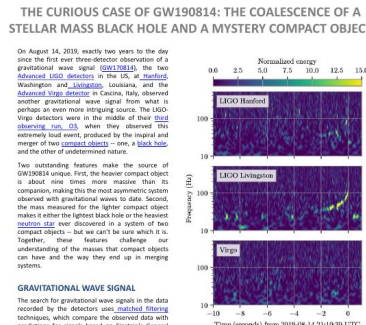 THE CURIOUS CASE OF GW190814: THE COALESCENCE OF A
STELLAR MASS BLACK HOLE AND A MYSTERY COMPACT OBJEC
On August 14, 2019, exactly two years to the day
since the first ever three-detector observation of a
gravitational wave signal (GW170814), the two
Advanced LIGO detectors in the US, at Hanford,
Washington and Livingston, Louisiana, and the
Advanced Virgo detector in Cascina, Italy, observed
another gravitational wave signal from what is
perhaps an even more intriguing source. The LIGO-
Virgo detectors were in the middle of their third
observing run, O3, when they observed this
extremely loud event, produced by the inspiral and
merger of two compact objects -- one, a black hole,
and the other of undetermined nature.
Two outstanding features make the source of
GW190814 unique. First, the heavier compact object
is about nine times more massive than its
companion, making this the most asymmetric system
observed with gravitational waves to date. Second,
the mass measured for the lighter compact object
makes it either the lightest black hole or the heaviest
neutron star ever discovered in a system of two
compact objects -- but we can't be sure which it is.
Together, these features challenge our
understanding of the masses that compact objects
can have and the way they end up in merging
systems.
GRAVITATIONAL WAVE SIGNAL
The search for gravitational wave signals in the data
recorded by the detectors uses matched filtering
techniques, which compare the observed data with
Normalized energy
0.0 2.5 5.0 7.5 10.0 12.5 15.0
LIGO Hanford
100
10
LIGO Livingston
100
10
Frequency (Hz)
Virgo
100
10
−10 −8 −6 −4 −2 0